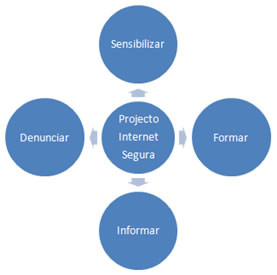 Sensibilizar
Denunciar
Projecto
Internet
Segura
Formar
Informar